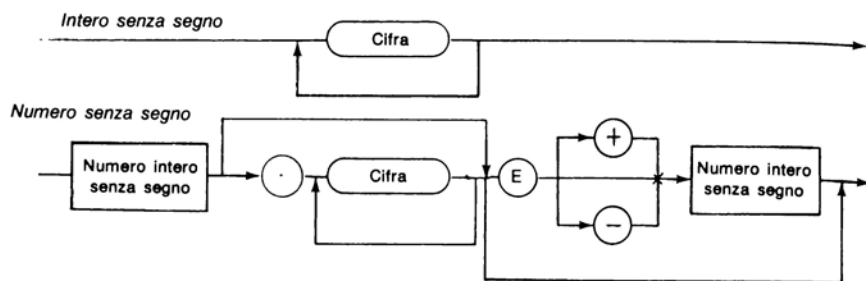 Intero senza segno
Cifra
Numero senza segno
Numero intero
senza segno
.
Cifra
E
+
−
Numero intero
senza segno